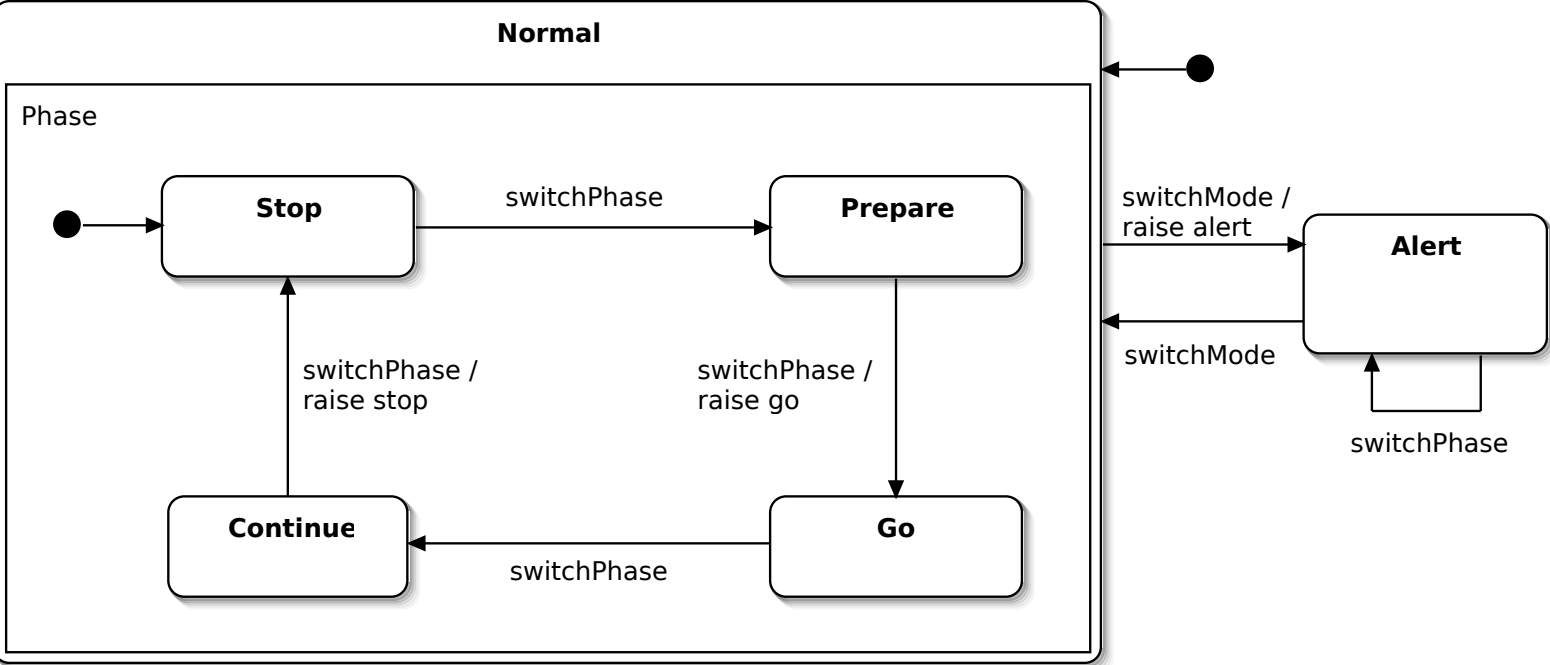 Normal
Phase
Stop
switchPhase
Prepare
switchMode /
raise alert
Alert
switchPhase /
raise stop
switchPhase /
raise go
switchMode
switchPhase
Continue
switchPhase
Go